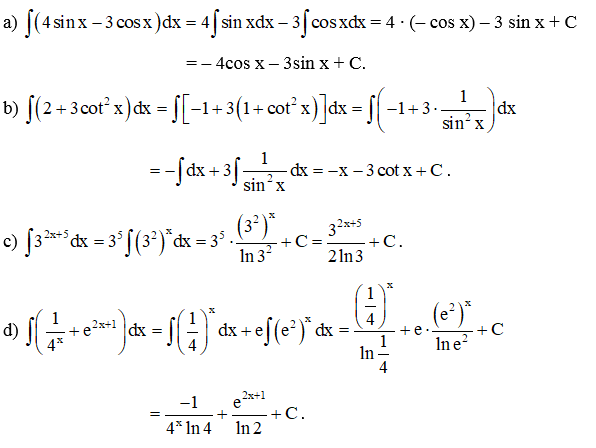 a) ∫(4 sin x – 3 cos x)dx = 4∫sin xdx – 3∫cosxdx = 4 · (– cos x) – 3 sin x + C
= – 4cos x – 3sin x + C.
b) ∫(2 + 3cot² x)dx = ∫[–1 + 3(1 + cot² x)]dx = ∫(–1 + 3 · 1/(sin² x))dx
= –∫dx + 3∫1/(sin² x) dx = –x – 3 cot x + C.
c) ∫3^(2x+5) dx = 3⁵∫(3²)^x dx = 3⁵ · (3²)^x/(ln 3²) + C = 3^(2x+5)/(2 ln 3) + C.
d) ∫(1/4^x + e^(2x+1))dx = ∫(1/4)^x dx + e∫(e²)^x dx = (1/4)^x/(ln 1/4) + e · (e²)^x/(ln e²) + C
= –1/(4^x ln 4) + e^(2x+1)/(ln 2) + C.